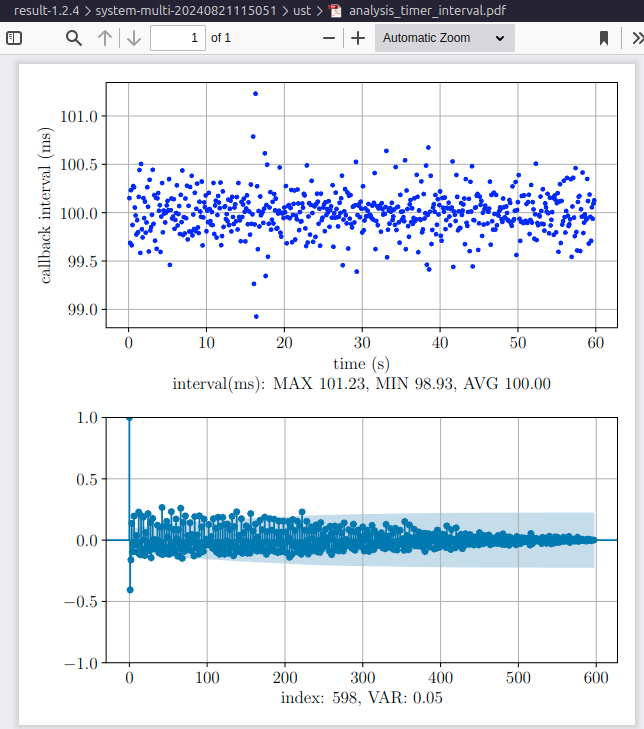 result-1.2.4 > system-multi-20240821115051 > ust > analysis_timer_interval.pdf
1 of 1 Automatic Zoom
101.0
100.5
100.0
99.5
99.0
callback interval (ms)
0 10 20 30 40 50 60
time (s)
interval(ms): MAX 101.23, MIN 98.93, AVG 100.00
1.0
0.5
0.0
−0.5
−1.0
0 100 200 300 400 500 600
index: 598, VAR: 0.05